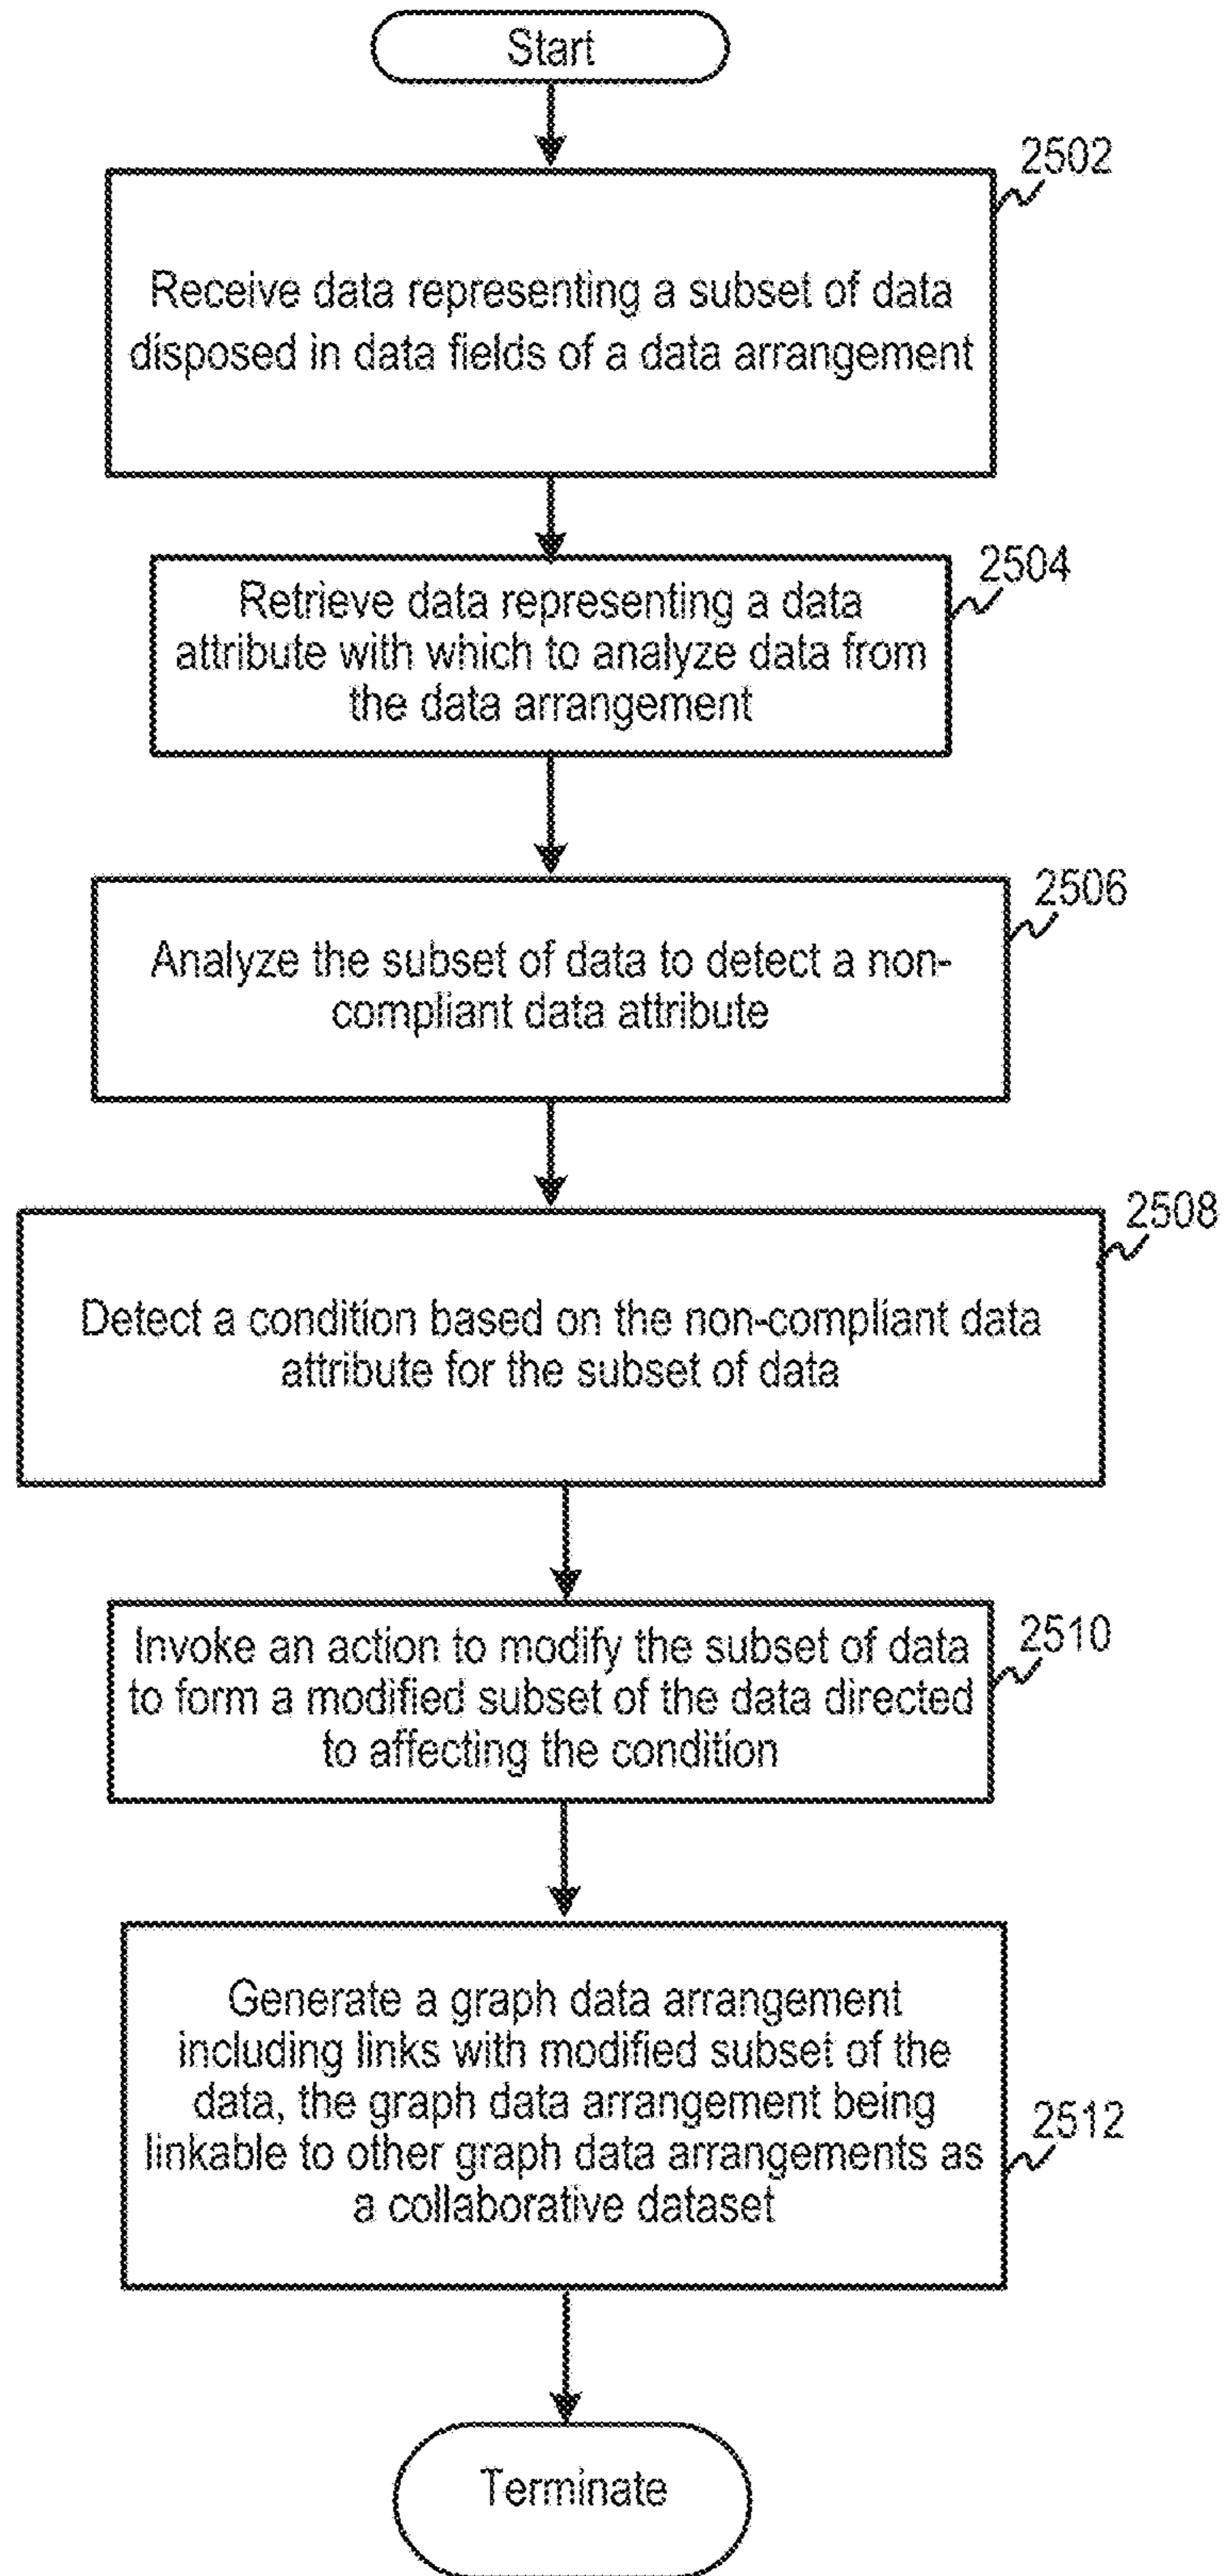 Start
2502
Receive data representing a subset of data
disposed in data fields of a data arrangement
2504
Retrieve data representing a data
attribute with which to analyze data from
the data arrangement
2506
Analyze the subset of data to detect a non-
compliant data attribute
2508
Detect a condition based on the non-compliant data
attribute for the subset of data
2510
Invoke an action to modify the subset of data
to form a modified subset of the data directed
to affecting the condition
Generate a graph data arrangement
including links with modified subset of the
data, the graph data arrangement being
linkable to other graph data arrangements as
a collaborative dataset
2512
Terminate